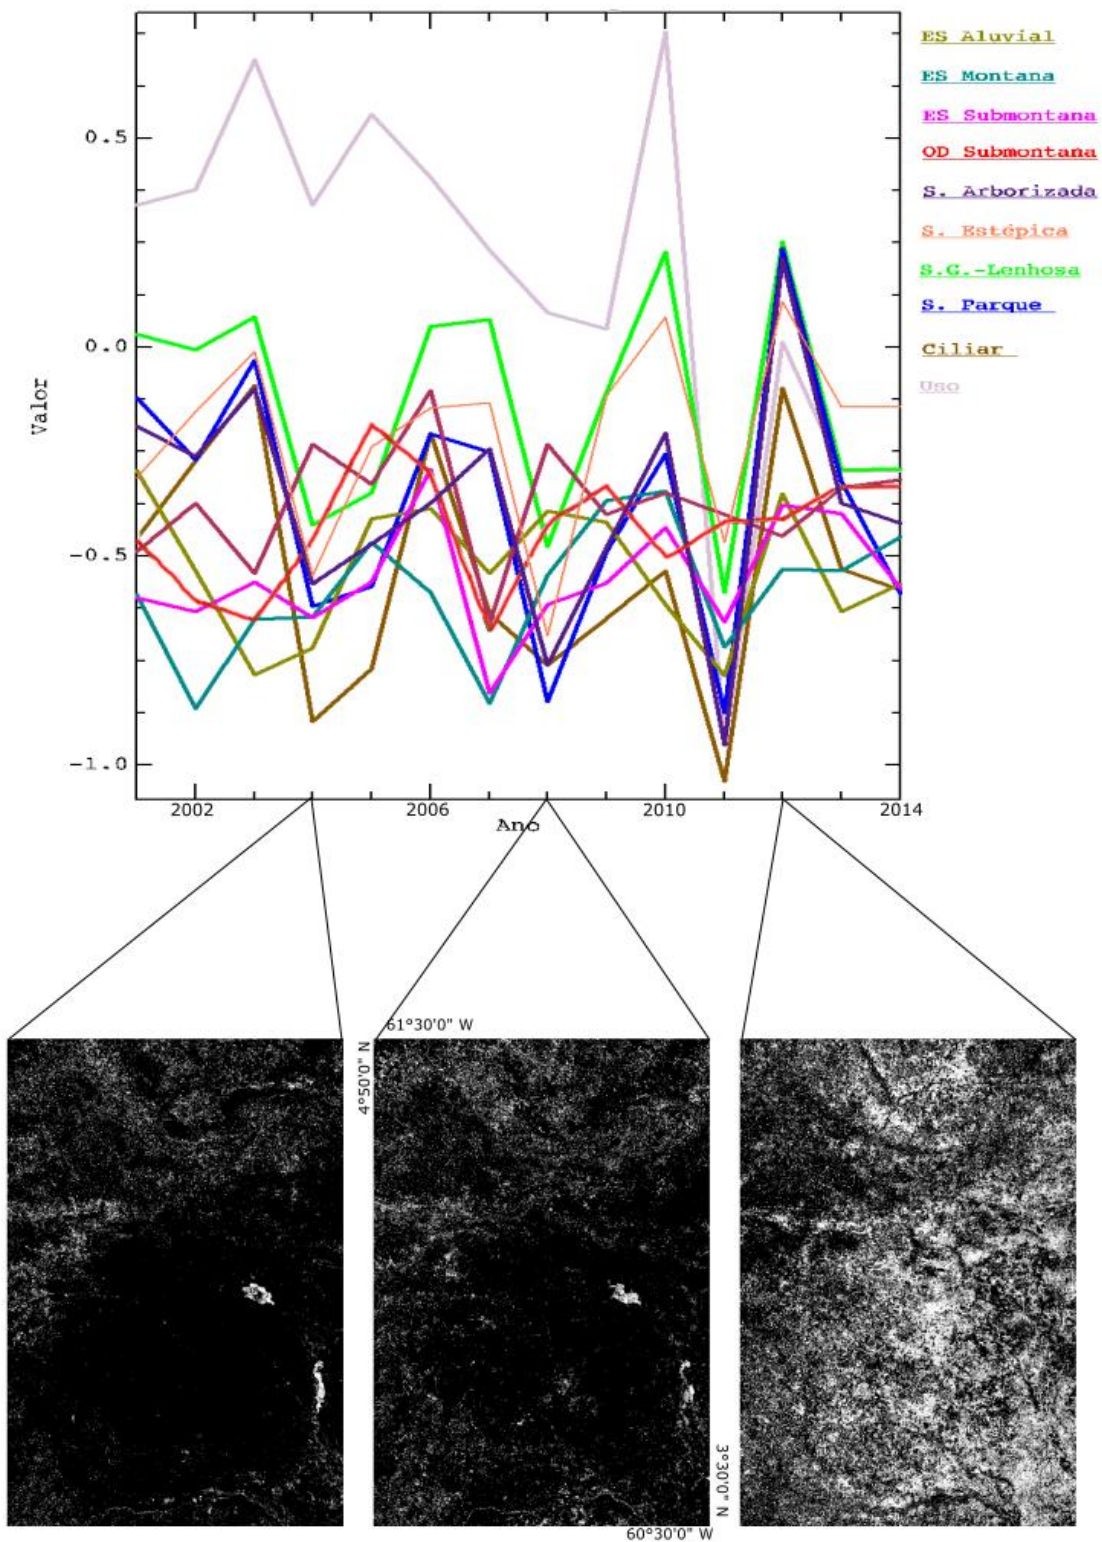 ES Aluvial
ES Montana
ES Submontana
OD Submontana
S. Arborizada
S. Estépica
S.G.-Lenhosa
S. Parque
Ciliar
Uso
0.5
0.0
-0.5
-1.0
Valor
2002
2006
2010
2014
Ano
61°30'0" W
4°50'0" N
3°30'0" N
60°30'0" W